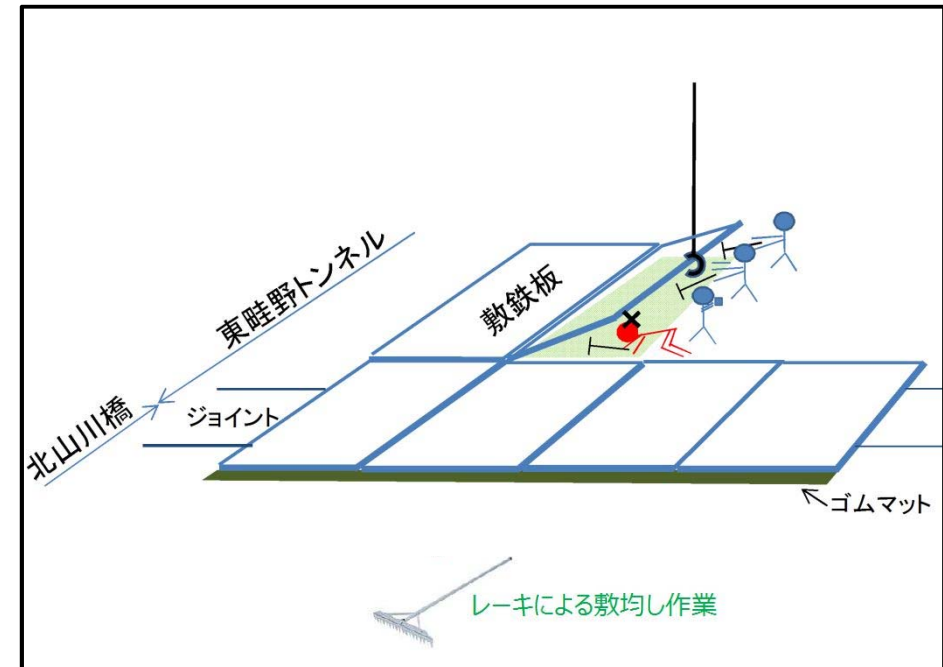 東畦野トンネル
敷鉄板
北山川橋
ジョイント
ゴムマット
レーキによる敷均し作業